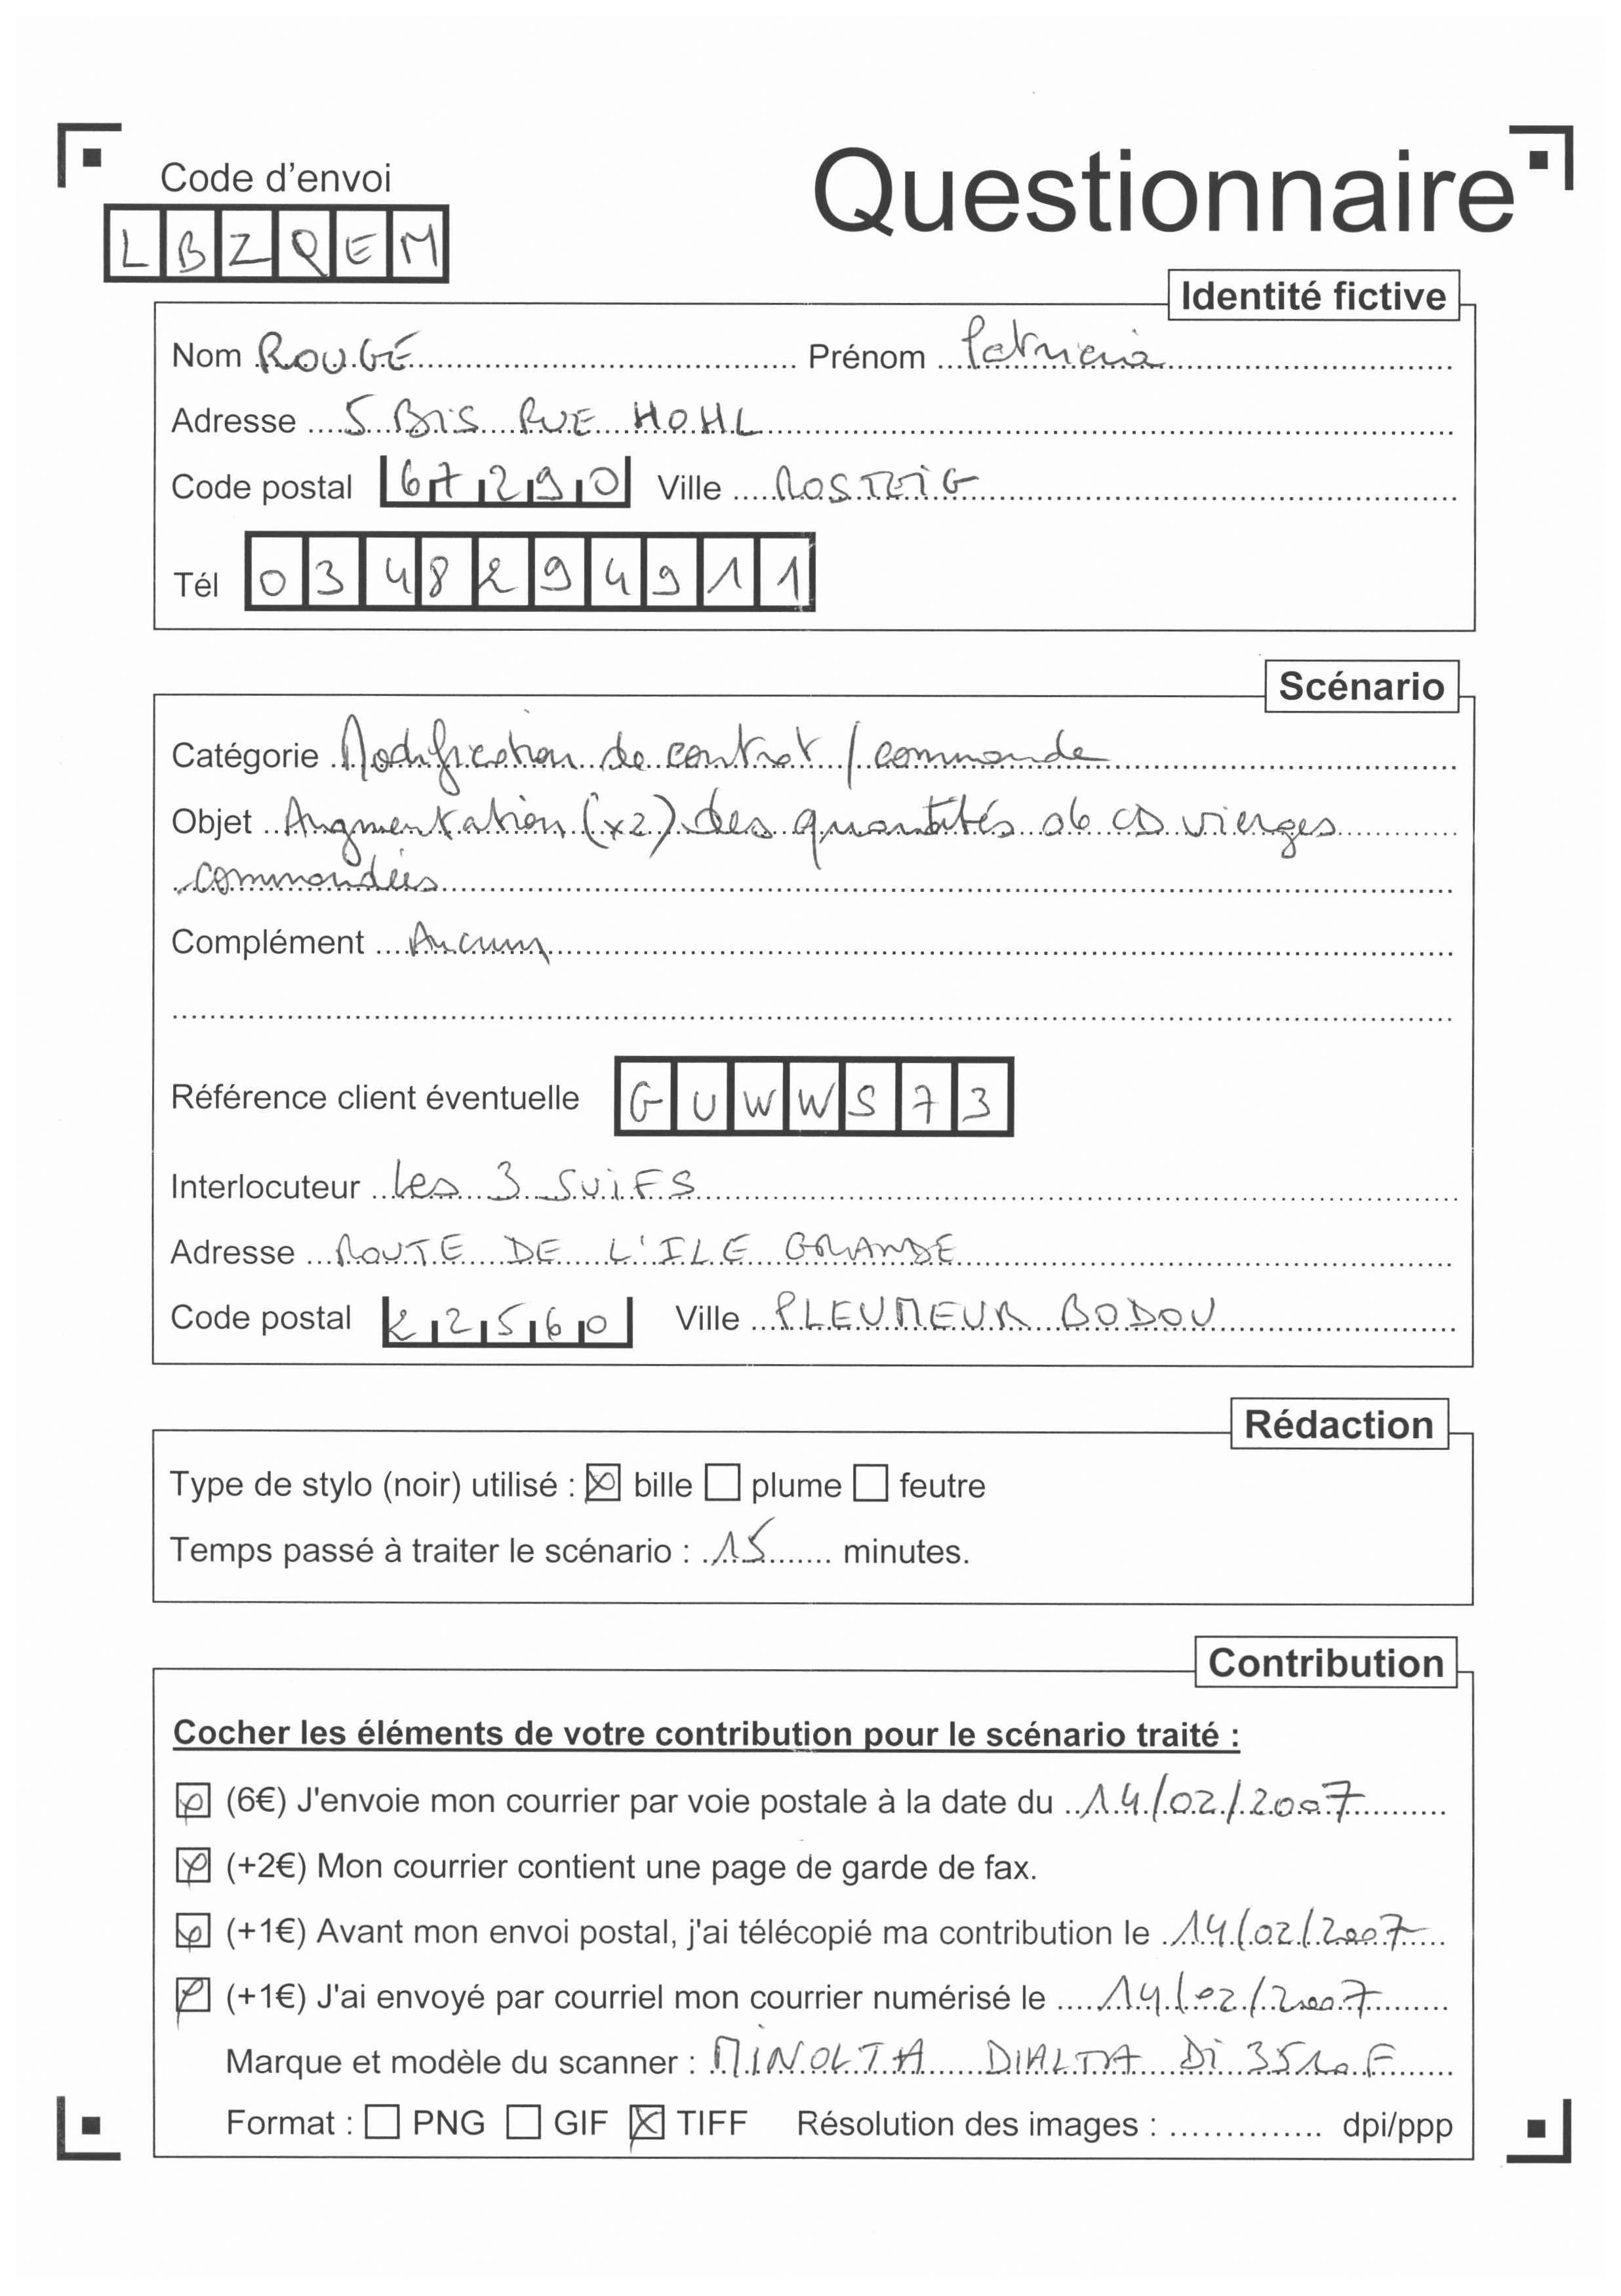 Questionnaire
Code d'envoi
LBZQEM
Identité fictive
Nom ROUGÉ Prénom Patricia
Adresse 5 BIS RUE HOHL
Code postal 67290 Ville ROSTEIG
Tél 0348294911
Scénario
Catégorie Modification de contrat / commande
Objet Augmentation (x2) des quantités de CD vierges
commandées
Complément Aucun
Référence client éventuelle GUWWS73
Interlocuteur Les 3 SUIFS
Adresse ROUTE DE L'ILE GRANDE
Code postal 22560 Ville PLEUMEUR BODOU
Rédaction
Type de stylo (noir) utilisé : bille plume feutre
Temps passé à traiter le scénario : 15 minutes.
Contribution
Cocher les éléments de votre contribution pour le scénario traité :
(6€) J'envoie mon courrier par voie postale à la date du 14/02/2007
(+2€) Mon courrier contient une page de garde de fax.
(+1€) Avant mon envoi postal, j'ai télécopié ma contribution le 14/02/2007
(+1€) J'ai envoyé par courriel mon courrier numérisé le 14/02/2007
Marque et modèle du scanner : MINOLTA DIALTA Di 3510 F
Format : PNG GIF TIFF Résolution des images : dpi/ppp